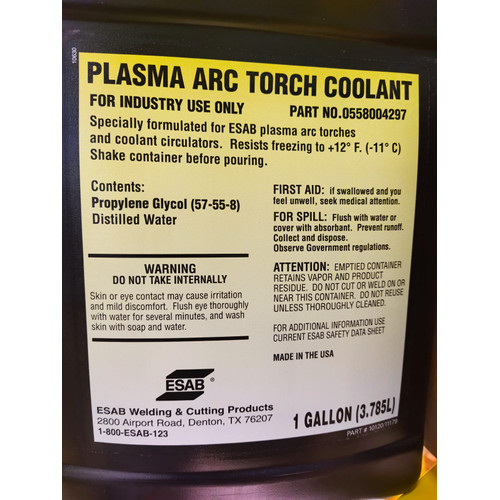 10630
PLASMA ARC TORCH COOLANT
FOR INDUSTRY USE ONLY
PART NO.0558004297
Specially formulated for ESAB plasma arc torches
and coolant circulators. Resists freezing to +12° F. (-11° C)
Shake container before pouring.
Contents:
Propylene Glycol (57-55-8)
Distilled Water
WARNING
DO NOT TAKE INTERNALLY
Skin or eye contact may cause irritation
and mild discomfort. Flush eye thoroughly
with water for several minutes, and wash
skin with soap and water.
FIRST AID: if swallowed and you
feel unwell, seek medical attention.
FOR SPILL: Flush with water or
cover with absorbant. Prevent runoff.
Collect and dispose.
Observe Government regulations.
ATTENTION: EMPTIED CONTAINER
RETAINS VAPOR AND PRODUCT
RESIDUE. DO NOT CUT OR WELD ON OR
NEAR THIS CONTAINER. DO NOT REUSE
UNLESS THOROUGHLY CLEANED.
FOR ADDITIONAL INFORMATION USE
CURRENT ESAB SAFETY DATA SHEET
MADE IN THE USA
ESAB
ESAB Welding & Cutting Products
2800 Airport Road, Denton, TX 76207
1-800-ESAB-123
1 GALLON (3.785L)
PART # 10120/11179